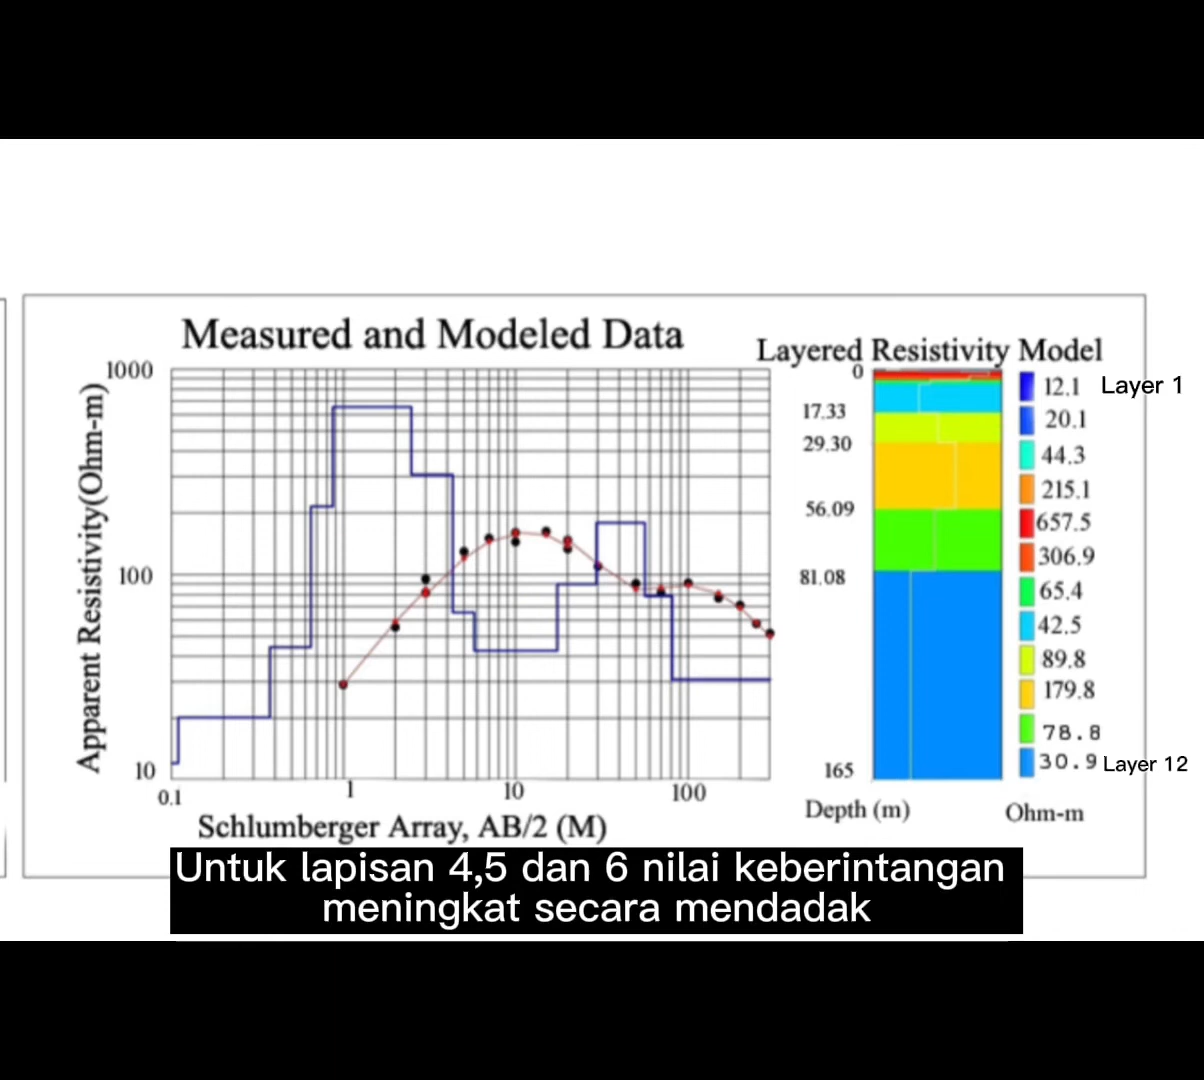 Measured and Modeled Data
1000
100
10
Apparent Resistivity(Ohm-m)
0.1
1
10
100
Schlumberger Array, AB/2 (M)
Layered Resistivity Model
0
17.33
29.30
56.09
81.08
165
Depth (m)
12.1 Layer 1
20.1
44.3
215.1
657.5
306.9
65.4
42.5
89.8
179.8
78.8
30.9 Layer 12
Ohm-m
Untuk lapisan 4,5 dan 6 nilai keberintangan
meningkat secara mendadak